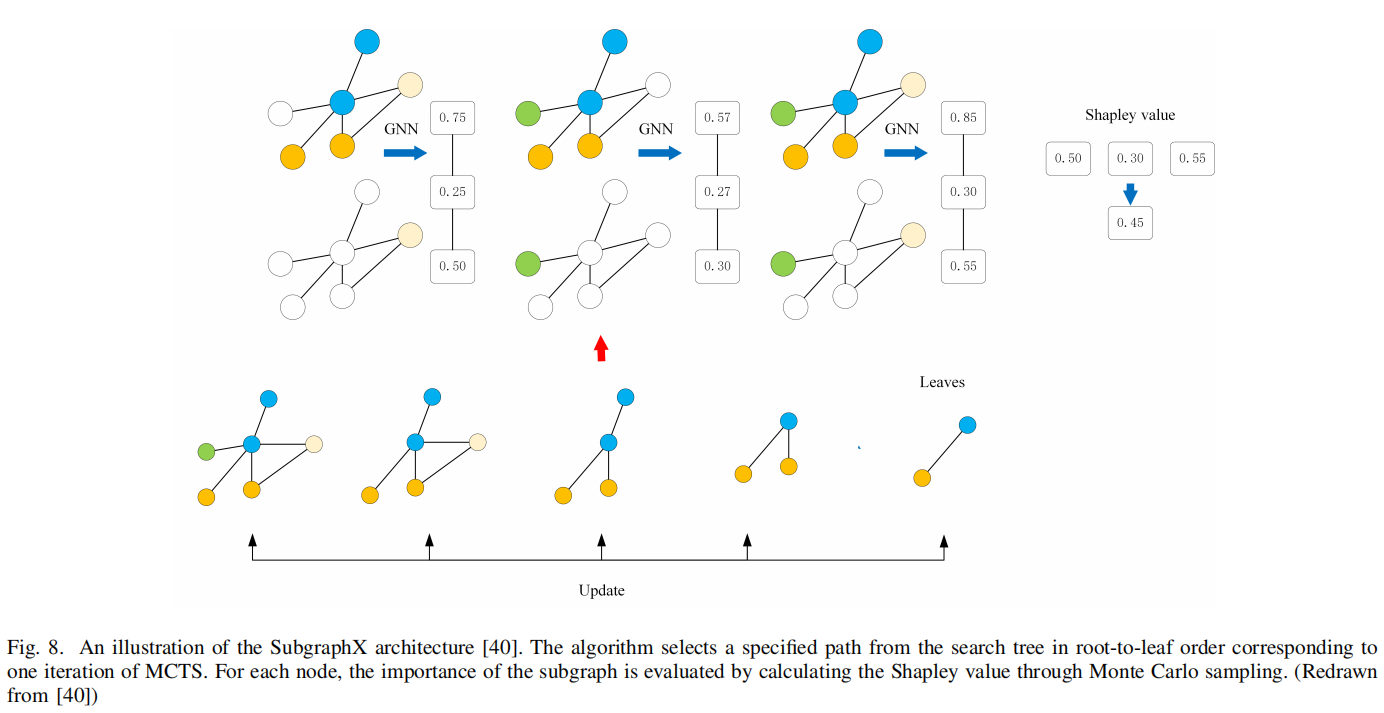 GNN
0.75
0.25
0.50
GNN
0.57
0.27
0.30
GNN
0.85
0.30
0.55
Shapley value
0.50 0.30 0.55
0.45
Leaves
Update
Fig. 8. An illustration of the SubgraphX architecture [40]. The algorithm selects a specified path from the search tree in root-to-leaf order corresponding to
one iteration of MCTS. For each node, the importance of the subgraph is evaluated by calculating the Shapley value through Monte Carlo sampling. (Redrawn
from [40])